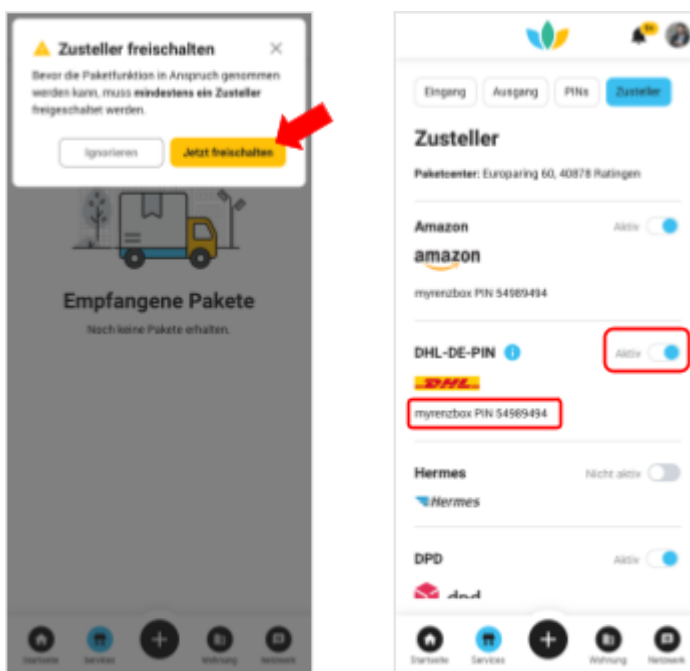 Zusteller freischalten
Bevor die Paketfunktion in Anspruch genommen
werden kann, muss mindestens ein Zusteller
freigeschaltet werden.
Ignorieren
Jetzt freischalten
Empfangene Pakete
Noch keine Pakete erhalten.
Startseite
Services
Wohnung
Netzwerk
Eingang
Ausgang
PINs
Zusteller
Zusteller
Paketcenter: Europaring 60, 40878 Ratingen
Amazon
Aktiv
amazon
myrenzbox PIN 54989494
DHL-DE-PIN
Aktiv
DHL
myrenzbox PIN 54989494
Hermes
Nicht aktiv
Hermes
DPD
Aktiv
dpd
Startseite
Services
Wohnung
Netzwerk